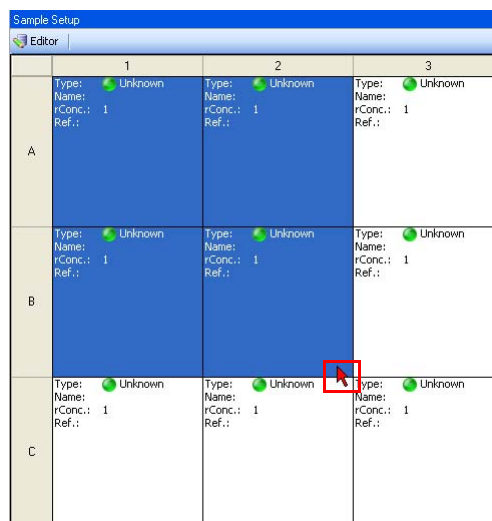 Sample Setup
Editor
1 2 3
A
Type: Unknown Type: Unknown Type: Unknown
Name: Name: Name:
rConc.: 1 rConc.: 1 rConc.: 1
Ref.: Ref.: Ref.:
B
Type: Unknown Type: Unknown Type: Unknown
Name: Name: Name:
rConc.: 1 rConc.: 1 rConc.: 1
Ref.: Ref.: Ref.:
C
Type: Unknown Type: Unknown Type: Unknown
Name: Name: Name:
rConc.: 1 rConc.: 1 rConc.: 1
Ref.: Ref.: Ref.: